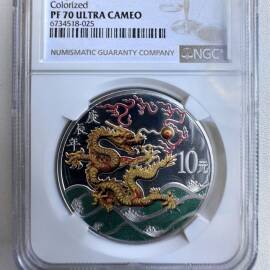 Colorized
PF 70 ULTRA CAMEO
6734518-025
NUMISMATIC GUARANTY COMPANY
NGC
庚辰年
10元